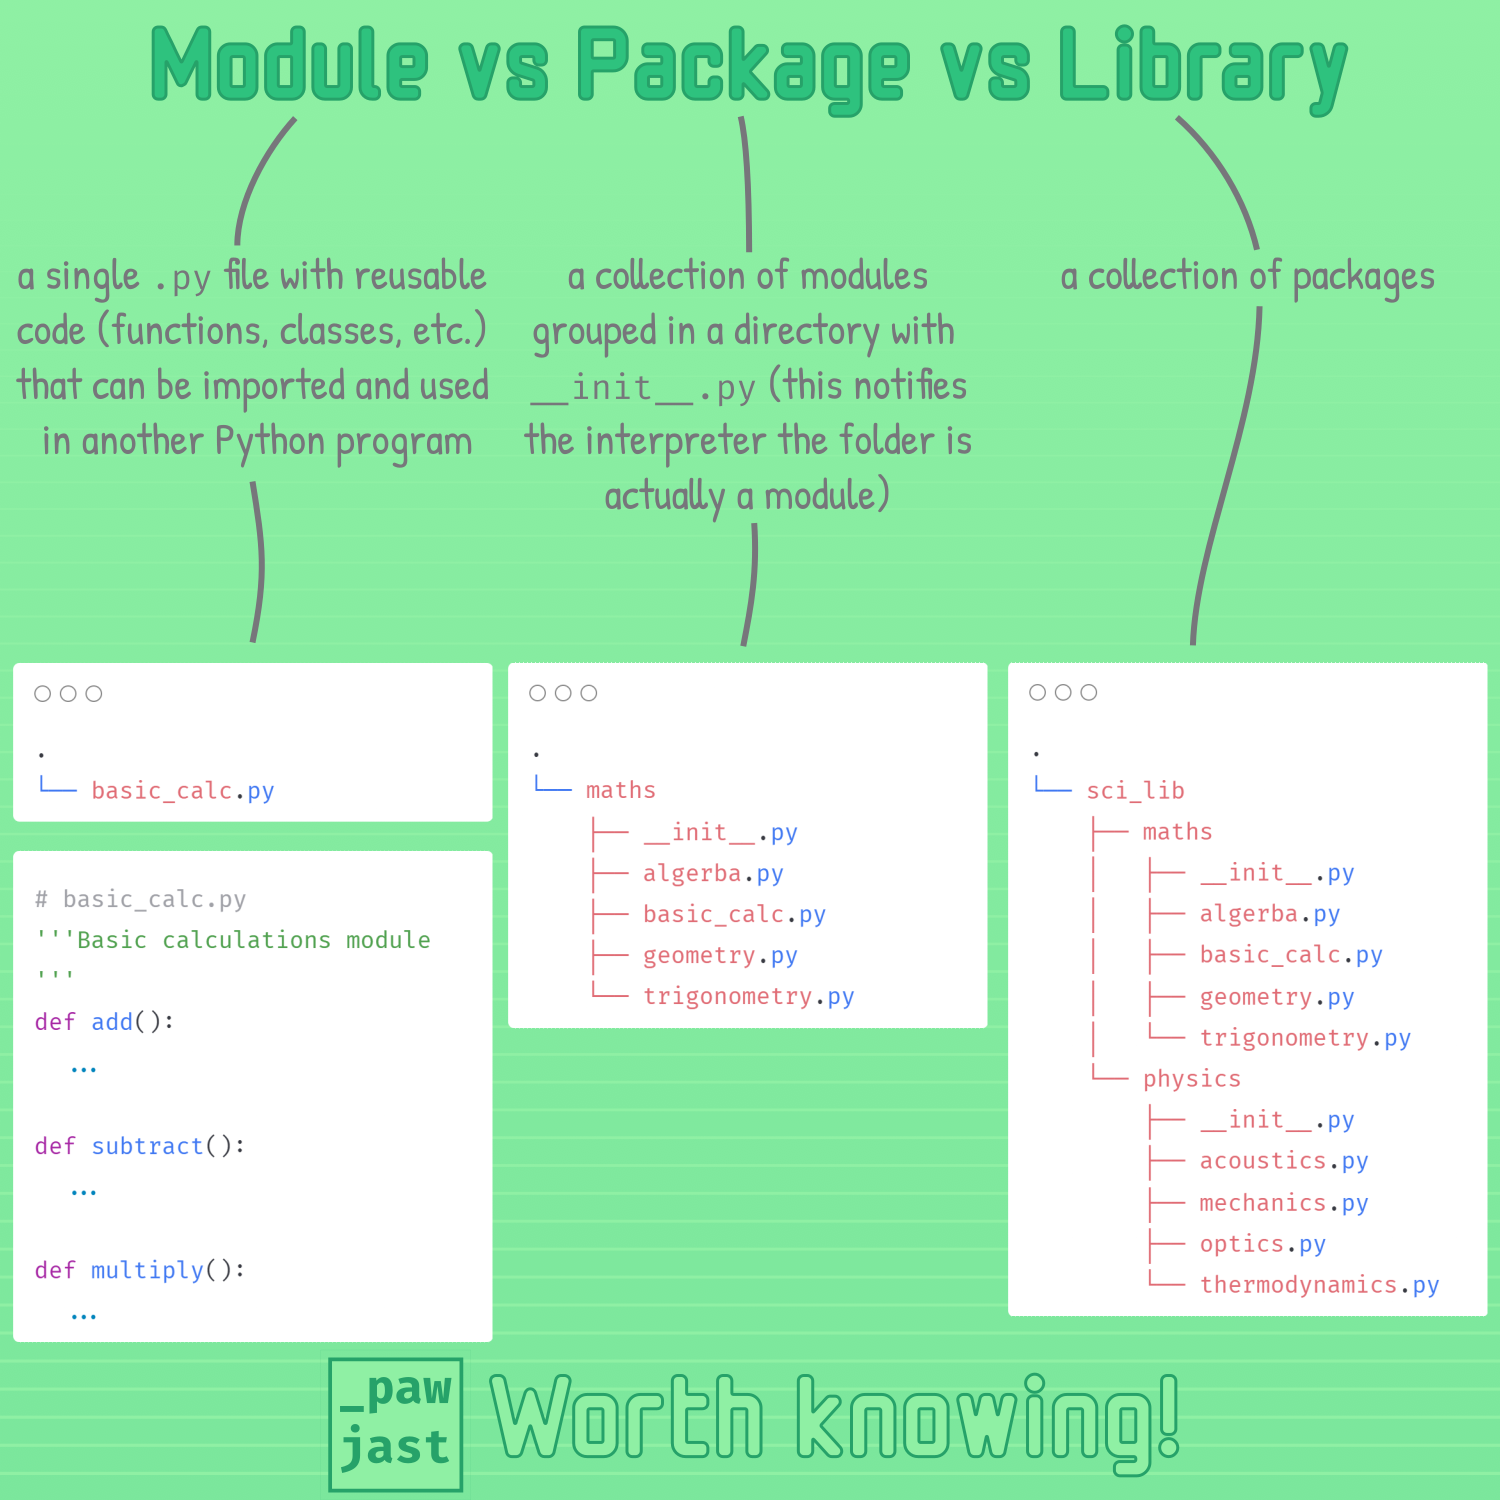 Module vs Package vs Library
a single .py file with reusable
code (functions, classes, etc.)
that can be imported and used
in another Python program
a collection of modules
grouped in a directory with
__init__.py (this notifies
the interpreter the folder is
actually a module)
a collection of packages
.
└── basic_calc.py
# basic_calc.py
'''Basic calculations module
'''
def add():
...
def subtract():
...
def multiply():
...
.
└── maths
├── __init__.py
├── algerba.py
├── basic_calc.py
├── geometry.py
└── trigonometry.py
.
└── sci_lib
├── maths
│   ├── __init__.py
│   ├── algerba.py
│   ├── basic_calc.py
│   ├── geometry.py
│   └── trigonometry.py
└── physics
├── __init__.py
├── acoustics.py
├── mechanics.py
├── optics.py
└── thermodynamics.py
_paw
jast
Worth knowing!